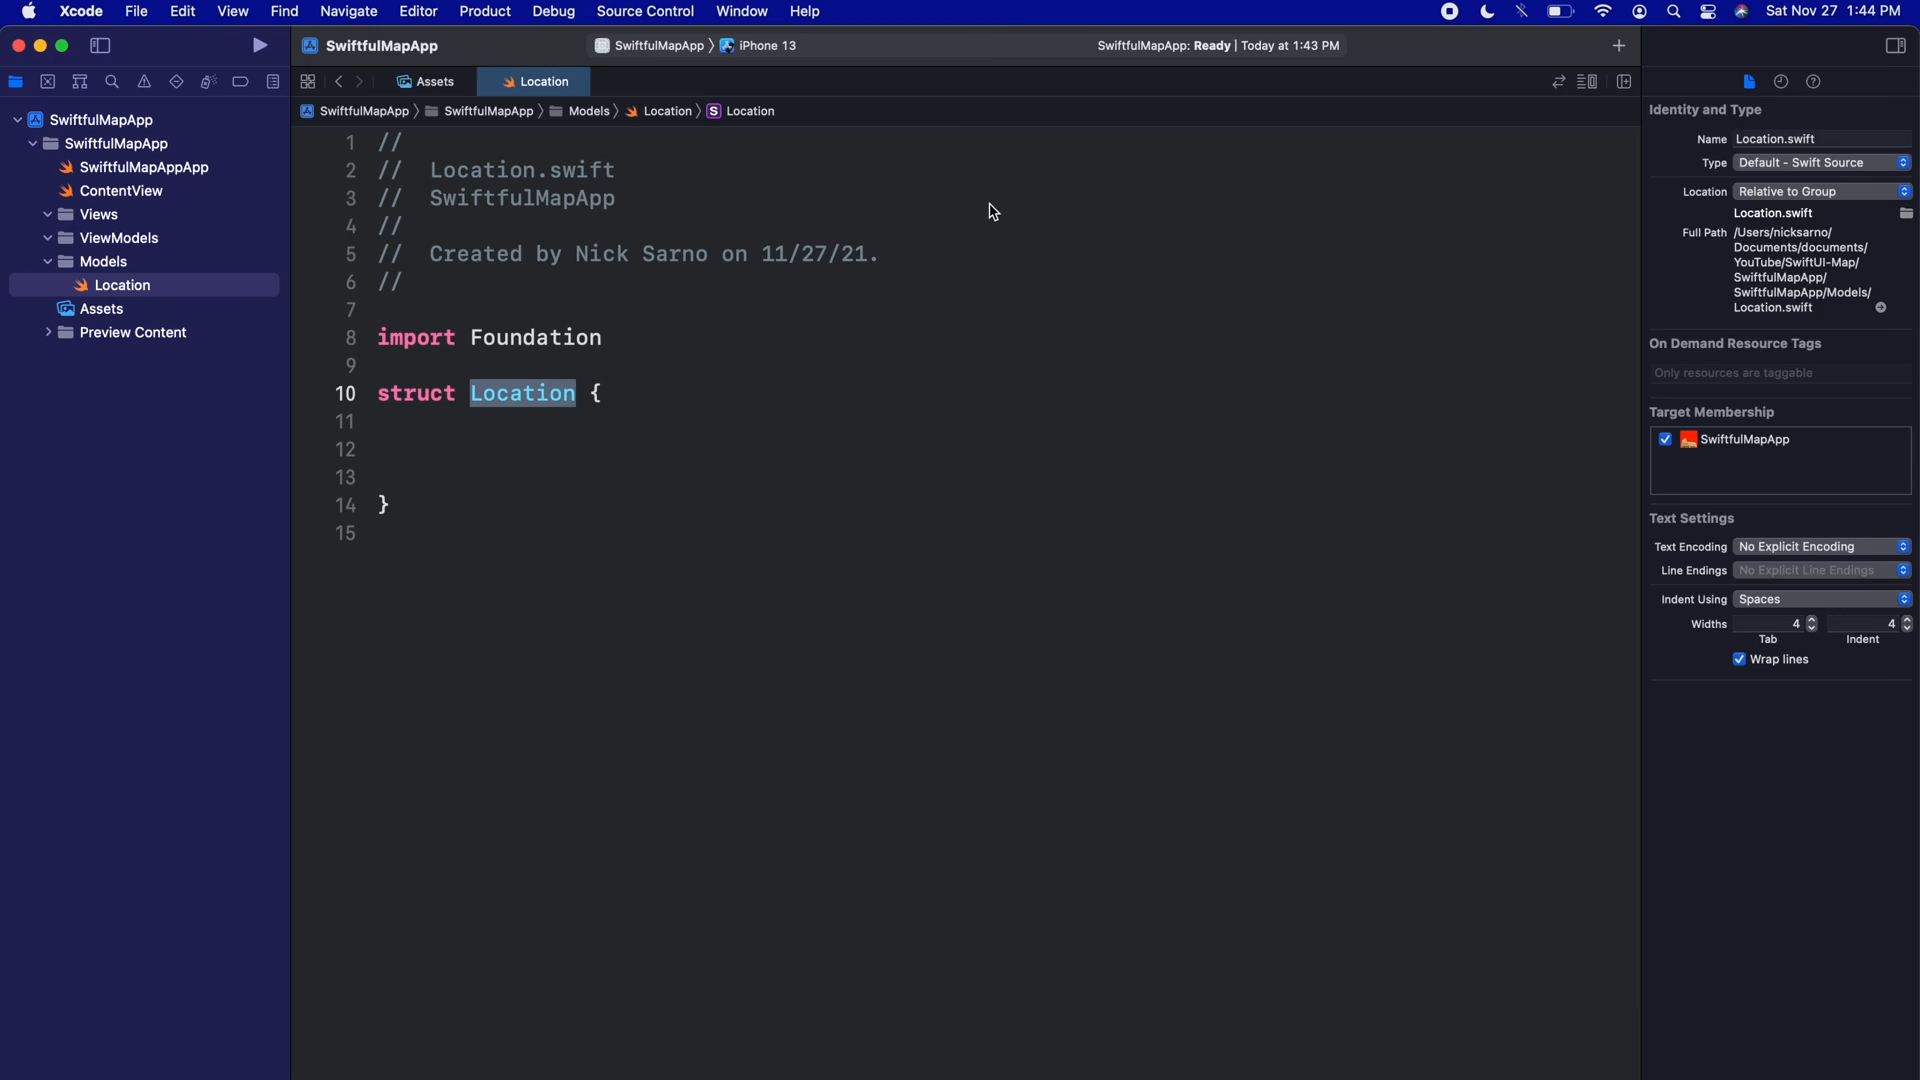 Xcode File Edit View Find Navigate Editor Product Debug Source Control Window Help Sat Nov 27 1:44 PM
SwiftfulMapApp SwiftfulMapApp iPhone 13 SwiftfulMapApp: Ready | Today at 1:43 PM
Assets Location
SwiftfulMapApp SwiftfulMapApp Models Location S Location
SwiftfulMapApp
SwiftfulMapApp
SwiftfulMapAppApp
ContentView
Views
ViewModels
Models
Location
Assets
Preview Content
1 //
2 // Location.swift
3 // SwiftfulMapApp
4 //
5 // Created by Nick Sarno on 11/27/21.
6 //
7
8 import Foundation
9
10 struct Location {
11
12
13
14 }
15
Identity and Type
Name Location.swift
Type Default - Swift Source
Location Relative to Group
Location.swift
Full Path /Users/nicksarno/
Documents/documents/
YouTube/SwiftUI-Map/
SwiftfulMapApp/
SwiftfulMapApp/Models/
Location.swift
On Demand Resource Tags
Only resources are taggable
Target Membership
SwiftfulMapApp
Text Settings
Text Encoding No Explicit Encoding
Line Endings No Explicit Line Endings
Indent Using Spaces
Widths 4 4
Tab Indent
Wrap lines